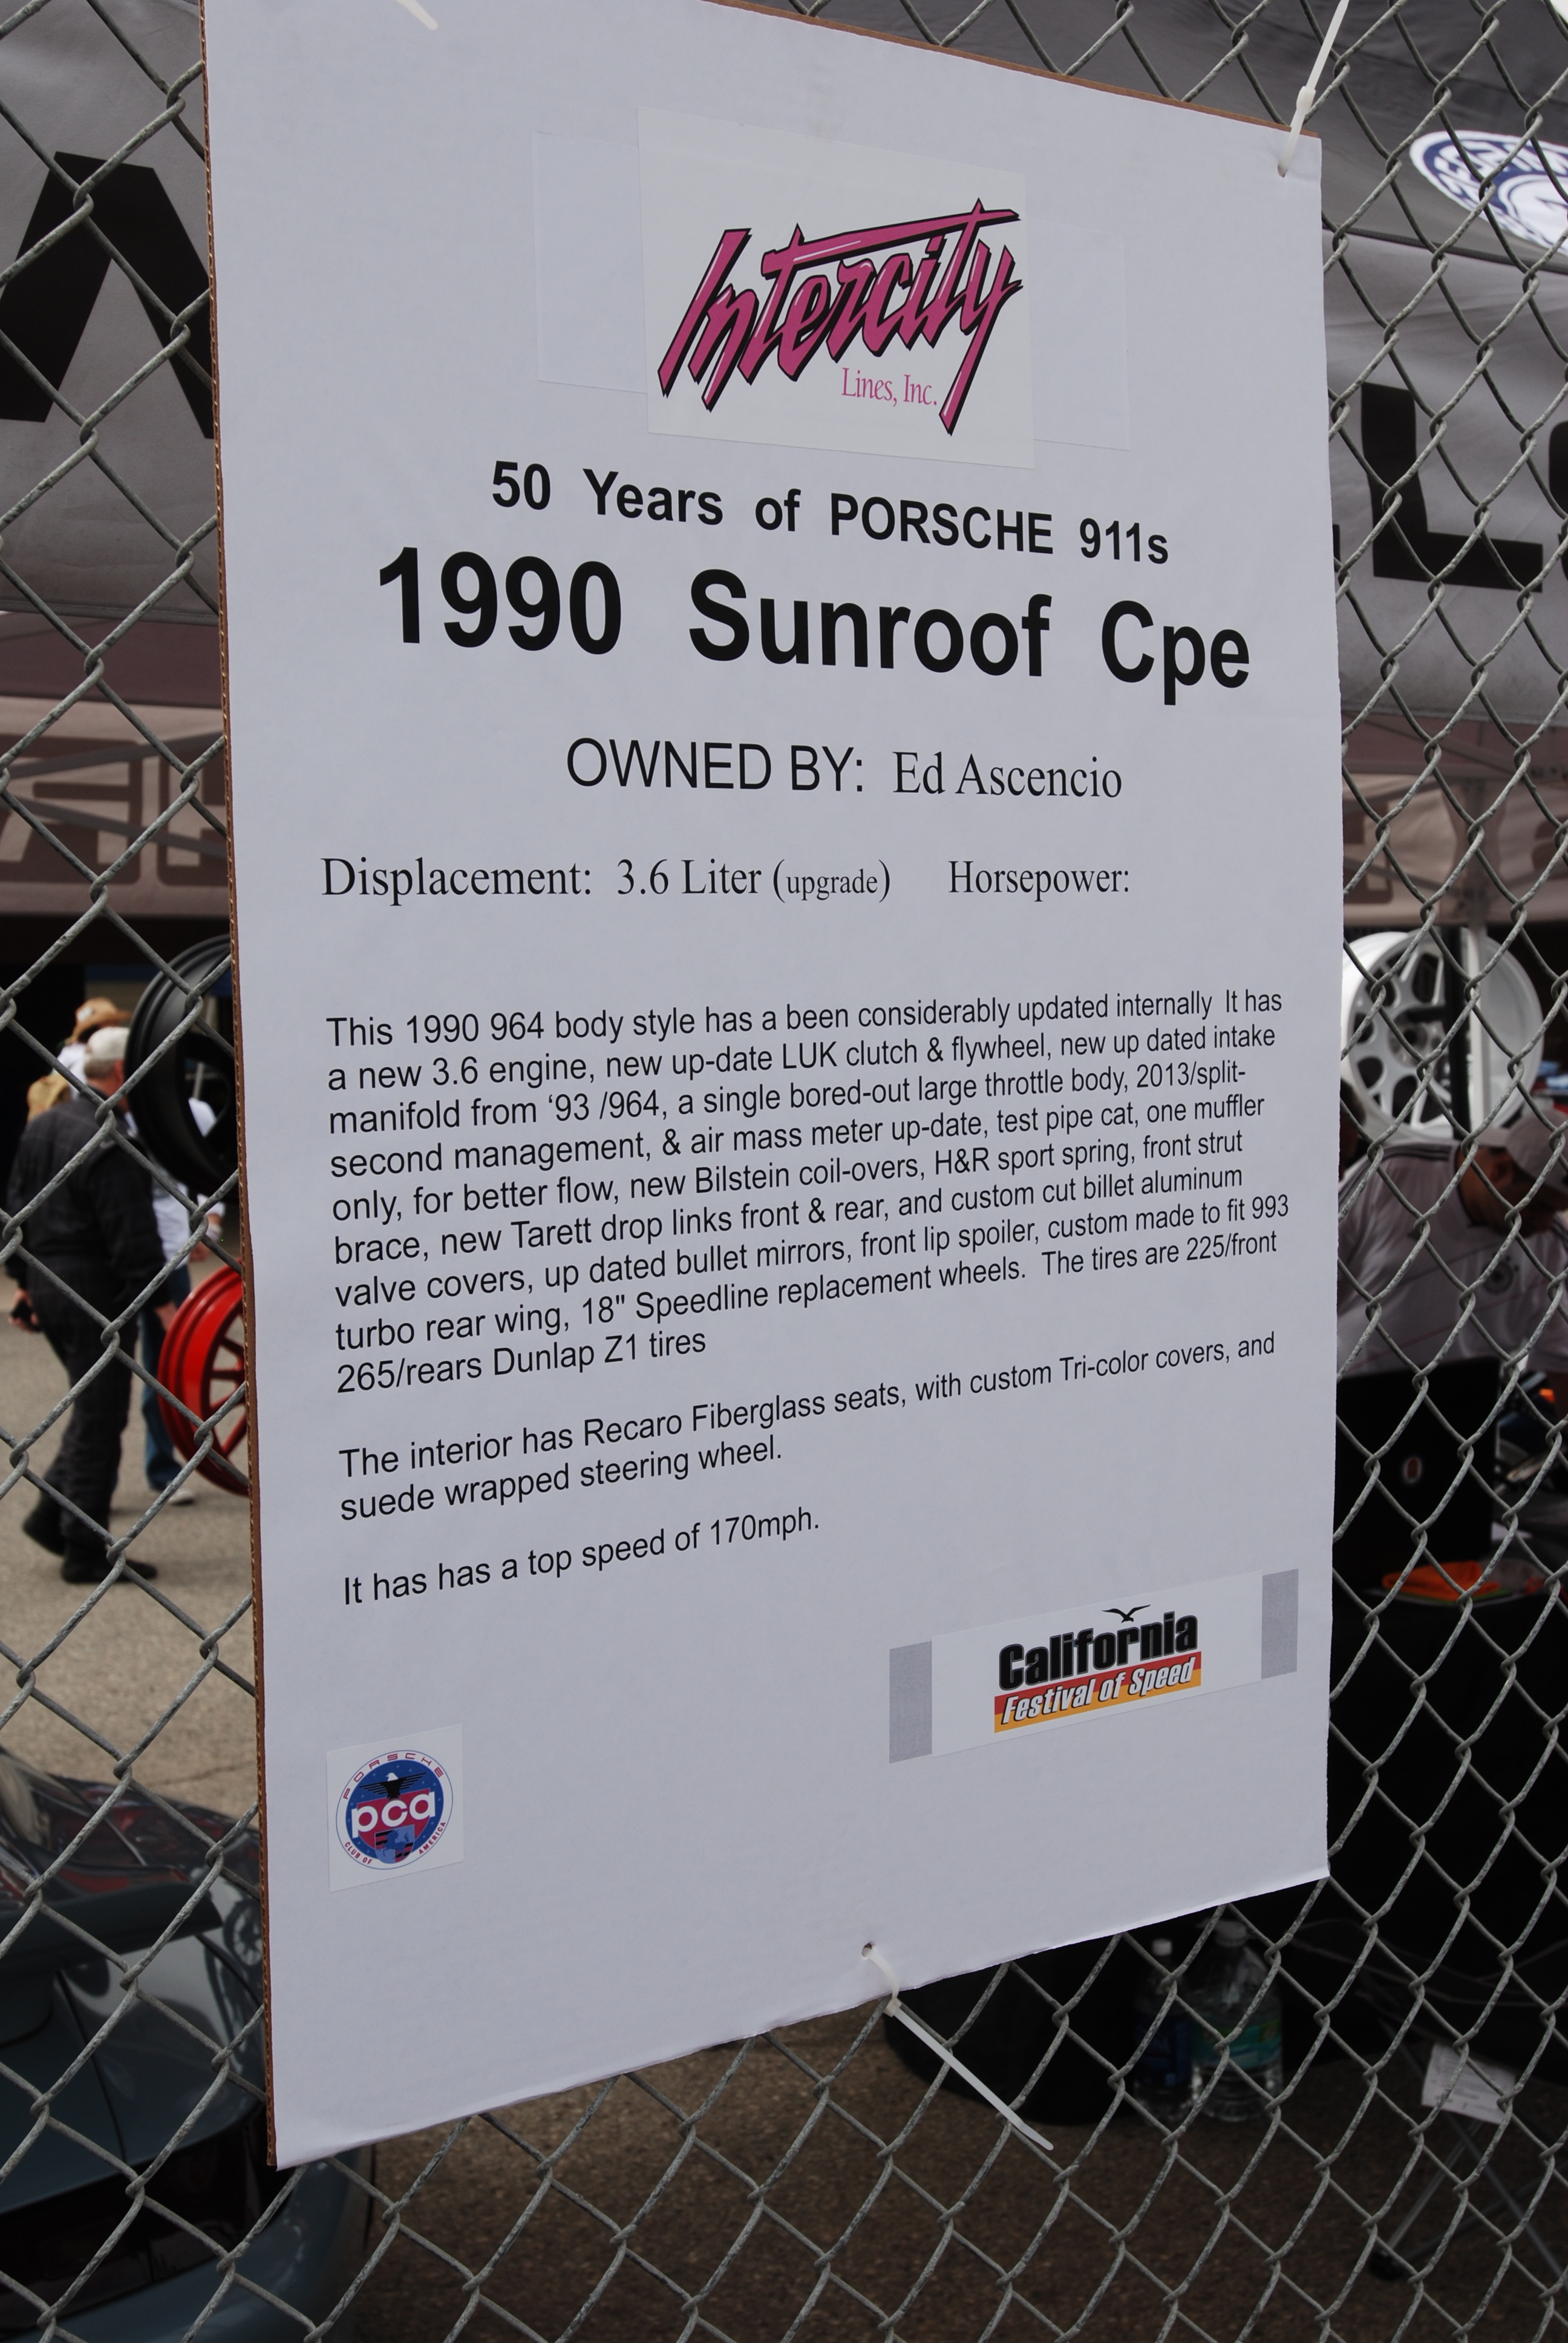 Intercity
Lines, Inc.
50 Years of PORSCHE 911s
1990 Sunroof Cpe
OWNED BY: Ed Ascencio
Displacement: 3.6 Liter (upgrade) Horsepower:
This 1990 964 body style has a been considerably updated internally It has
a new 3.6 engine, new up-date LUK clutch & flywheel, new up dated intake
manifold from ‘93 /964, a single bored-out large throttle body, 2013/split-
second management, & air mass meter up-date, test pipe cat, one muffler
only, for better flow, new Bilstein coil-overs, H&R sport spring, front strut
brace, new Tarett drop links front & rear, and custom cut billet aluminum
valve covers, up dated bullet mirrors, front lip spoiler, custom made to fit 993
turbo rear wing, 18" Speedline replacement wheels. The tires are 225/front
265/rears Dunlap Z1 tires
The interior has Recaro Fiberglass seats, with custom Tri-color covers, and
suede wrapped steering wheel.
It has has a top speed of 170mph.
California
Festival of Speed
PORSCHE
pca
CLUB OF AMERICA